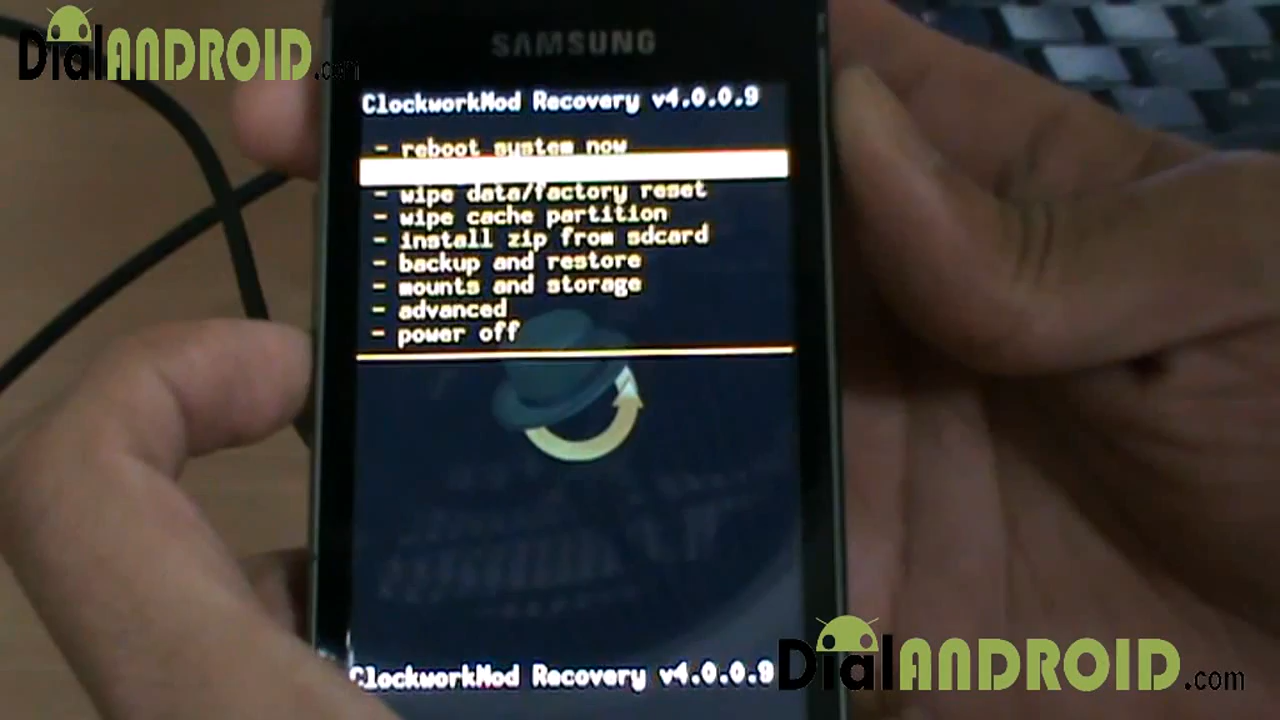 DialANDROID.com
SAMSUNG
ClockworkMod Recovery v4.0.0.9
- reboot system now
- wipe data/factory reset
- wipe cache partition
- install zip from sdcard
- backup and restore
- mounts and storage
- advanced
- power off
ClockworkMod Recovery v4.0.0.9
DialANDROID.com